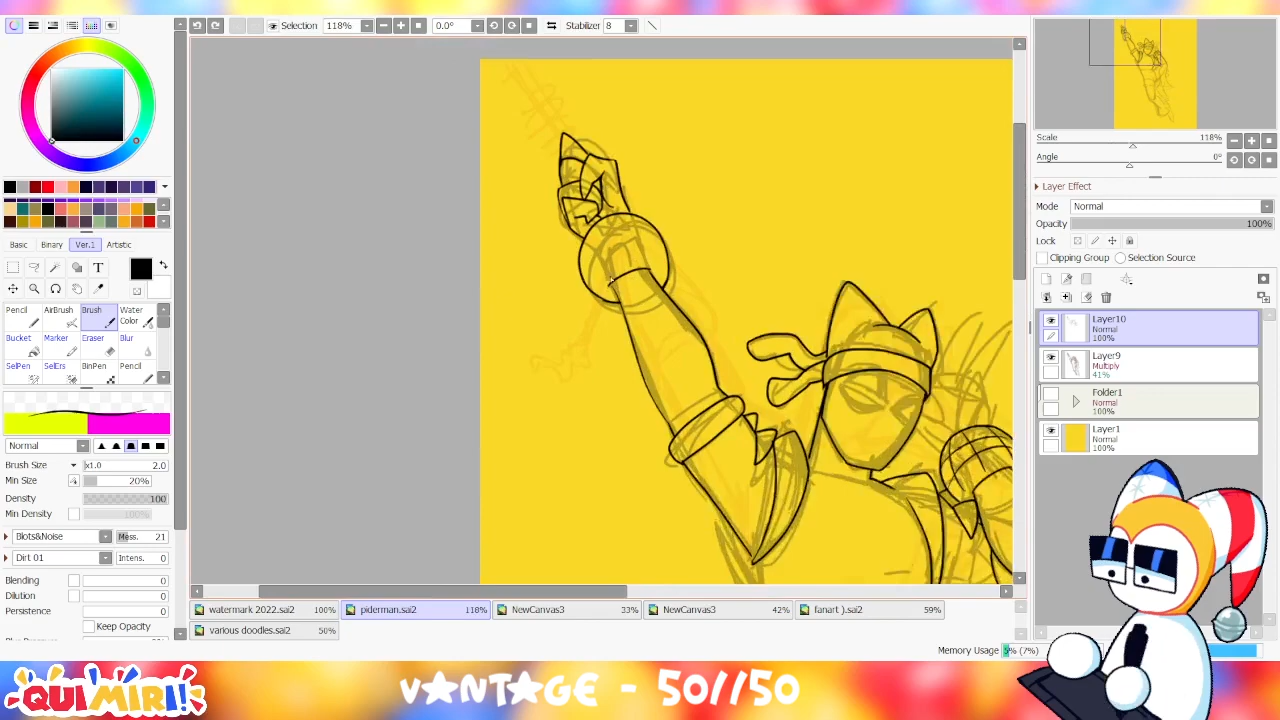 Selection 118% 0.0° Stabilizer 8
Scale 118%
Angle 0°
Layer Effect
Mode Normal
Opacity 100%
Lock
Clipping Group Selection Source
Basic Binary Ver.1 Artistic
T
Pencil AirBrush Brush Water Color
Bucket Marker Eraser Blur
SelPen SelErs BinPen Pencil
Normal
Brush Size x1.0 2.0
Min Size 20%
Density 100
Min Density 100%
Blots&Noise Mess. 21
Dirt 01 Intens. 0
Blending 0
Dilution 0
Persistence 0
Keep Opacity
Layer10
Normal
100%
Layer9
Multiply
41%
Folder1
Normal
100%
Layer1
Normal
100%
watermark 2022.sai2 100% piderman.sai2 118% NewCanvas3 33% NewCanvas3 42% fanart ).sai2 59%
various doodles.sai2 50%
Memory Usage 5% (7%)
QUIMIRI!!
VANTAGE - 50//50